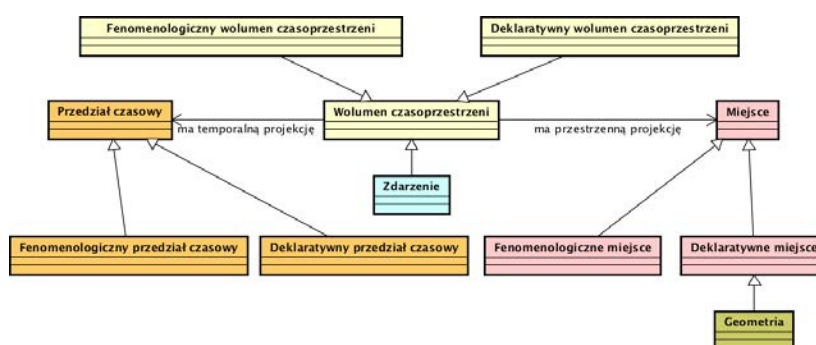 Fenomenologiczny wolumen czasoprzestrzeni
Deklaratywny wolumen czasoprzestrzeni
Przedział czasowy
Wolumen czasoprzestrzeni
Miejsce
ma temporalną projekcję
ma przestrzenną projekcję
Zdarzenie
Fenomenologiczny przedział czasowy
Deklaratywny przedział czasowy
Fenomenologiczne miejsce
Deklaratywne miejsce
Geometria